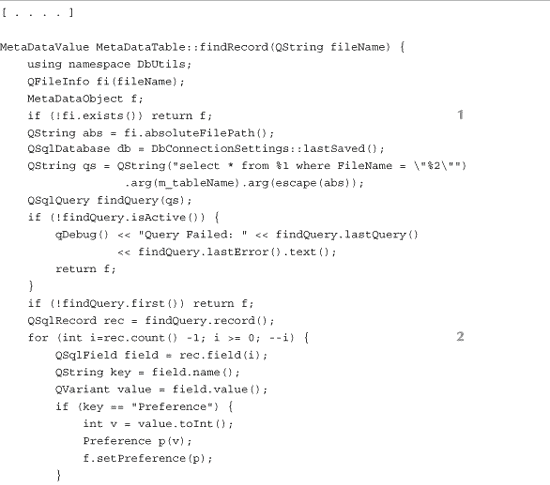 [ . . . . ]
MetaDataValue MetaDataTable::findRecord(QString fileName) {
    using namespace DbUtils;
    QFileInfo fi(fileName);
    MetaDataObject f;
    if (!fi.exists()) return f; 1
    QString abs = fi.absoluteFilePath();
    QSqlDatabase db = DbConnectionSettings::lastSaved();
    QString qs = QString("select * from %1 where FileName = \"%2\"")
                  .arg(m_tableName).arg(escape(abs));
    QSqlQuery findQuery(qs);
    if (!findQuery.isActive()) {
        qDebug() << "Query Failed: " << findQuery.lastQuery()
                 << findQuery.lastError().text();
        return f;
    }
    if (!findQuery.first()) return f;
    QSqlRecord rec = findQuery.record();
    for (int i=rec.count() -1; i >= 0; --i) { 2
        QSqlField field = rec.field(i);
        QString key = field.name();
        QVariant value = field.value();
        if (key == "Preference") {
            int v = value.toInt();
            Preference p(v);
            f.setPreference(p);
        }